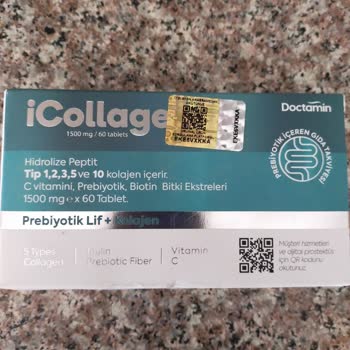 iCollage
Doctamin
1500 mg / 60 tablets
Hidrolize Peptit
Tip 1,2,3,5 ve 10 kolajen içerir.
C vitamini, Prebiyotik, Biotin Bitki Ekstreleri
1500 mg e x 60 Tablet.
PREBİYOTİK İÇEREN GIDA TAKVİYESİ
Prebiyotik Lif + Kolajen
5 Types
Collagen
Inulin
Prebiotic Fiber
Vitamin
C
Müşteri hizmetleri
ve dijital prospektüs
için QR kodunu
okutunuz